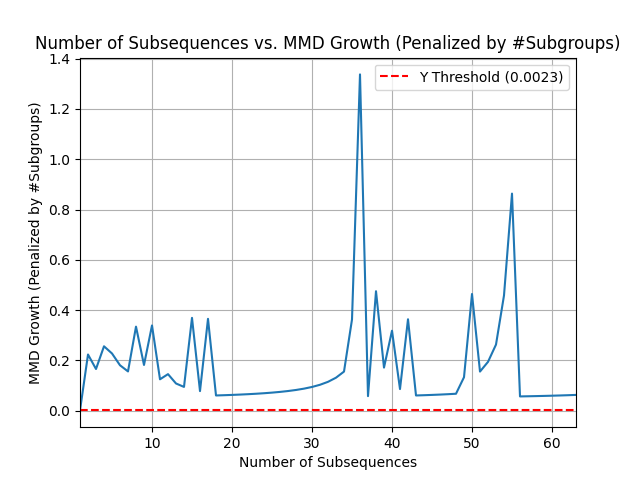 Number of Subsequences vs. MMD Growth (Penalized by #Subgroups)
Y Threshold (0.0023)
MMD Growth (Penalized by #Subgroups)
1.4
1.2
1.0
0.8
0.6
0.4
0.2
0.0
10 20 30 40 50 60
Number of Subsequences